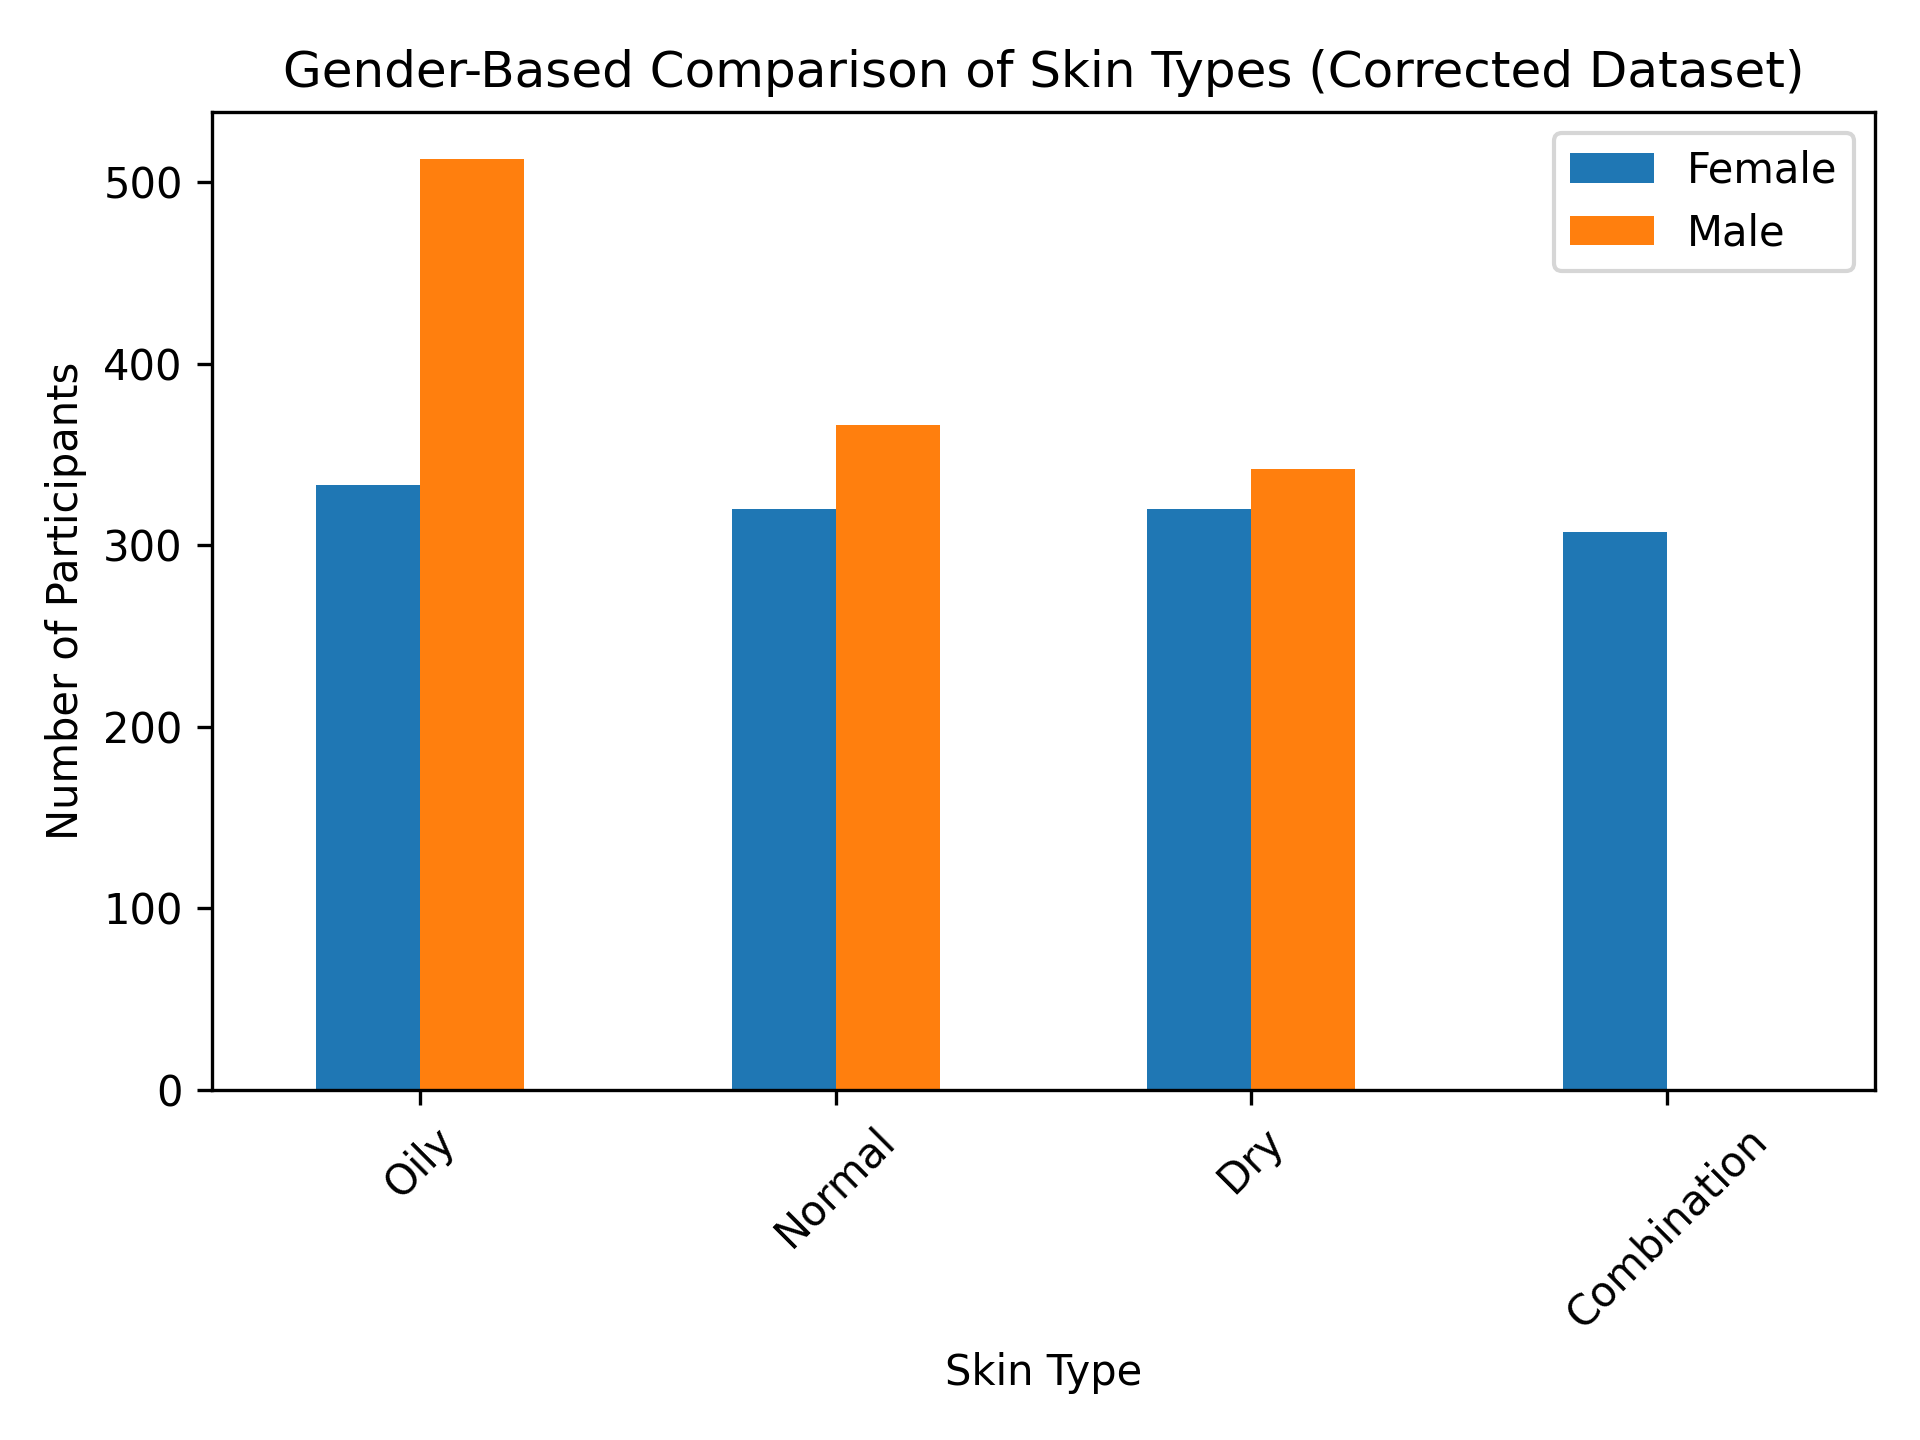 Gender-Based Comparison of Skin Types (Corrected Dataset)
Female
Male
Number of Participants
500
400
300
200
100
0
Oily
Normal
Dry
Combination
Skin Type